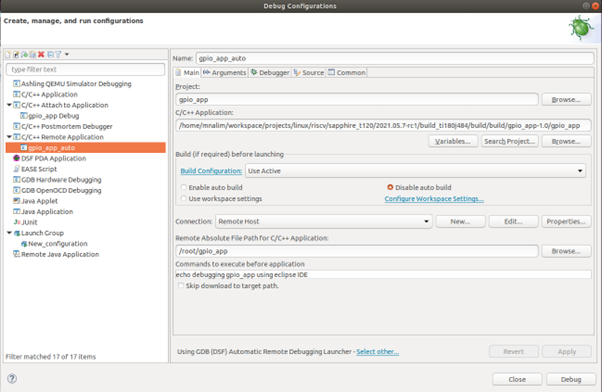 Debug Configurations
Create, manage, and run configurations
type filter text
Ashling QEMU Simulator Debugging
C/C++ Application
C/C++ Attach to Application
gpio_app Debug
C/C++ Postmortem Debugger
C/C++ Remote Application
gpio_app_auto
DSF PDA Application
EASE Script
GDB Hardware Debugging
GDB OpenOCD Debugging
Java Applet
Java Application
JUnit
Launch Group
New_configuration
Remote Java Application
Filter matched 17 of 17 items
Name: gpio_app_auto
Main Arguments Debugger Source Common
Project:
gpio_app Browse...
C/C++ Application:
/home/mnalim/workspace/projects/linux/riscv/sapphire_t120/2021.05.7-rc1/build_ti180j484/build/build/gpio_app-1.0/gpio_app
Variables... Search Project... Browse...
Build (if required) before launching
Build Configuration: Use Active
Enable auto build Disable auto build
Use workspace settings Configure Workspace Settings...
Connection: Remote Host New... Edit... Properties...
Remote Absolute File Path for C/C++ Application:
/root/gpio_app Browse...
Commands to execute before application
echo debugging gpio_app using eclipse IDE
Skip download to target path.
Using GDB (DSF) Automatic Remote Debugging Launcher - Select other... Revert Apply
Close Debug